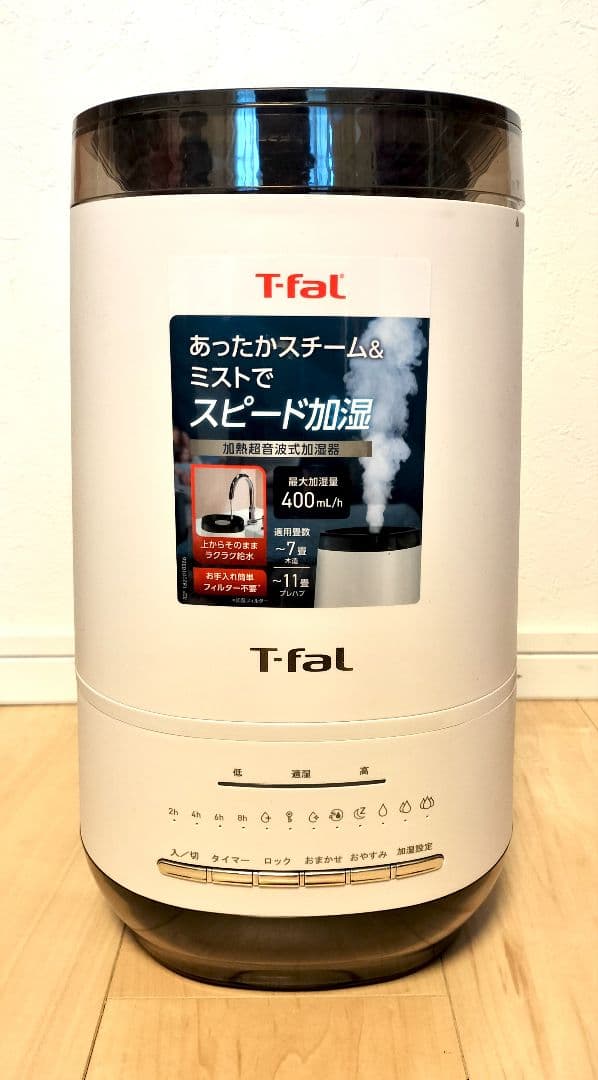 T-fal
あったかスチーム&
ミストで
スピード加湿
加熱超音波式加湿器
最大加湿量
400mL/h
上からそのまま
ラクラク給水
適用畳数
~7畳
木造
お手入れ簡単
フィルター不要*
~11畳
プレハブ
T-fal
低 適湿 高
2h 4h 6h 8h
入/切 タイマー ロック おまかせ おやすみ 加湿設定